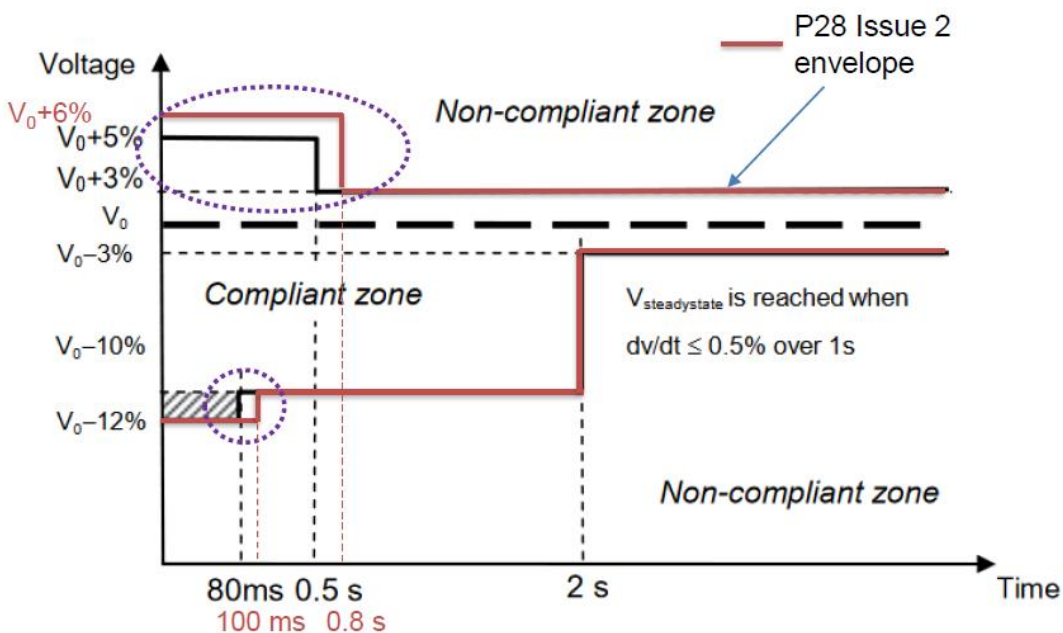 P28 Issue 2
envelope
Voltage
V₀+6%
Non-compliant zone
V₀+5%
V₀+3%
V₀
V₀–3%
Compliant zone
Vsteadystate is reached when
dv/dt ≤ 0.5% over 1s
V₀–10%
V₀–12%
Non-compliant zone
80ms 0.5 s 2 s Time
100 ms 0.8 s